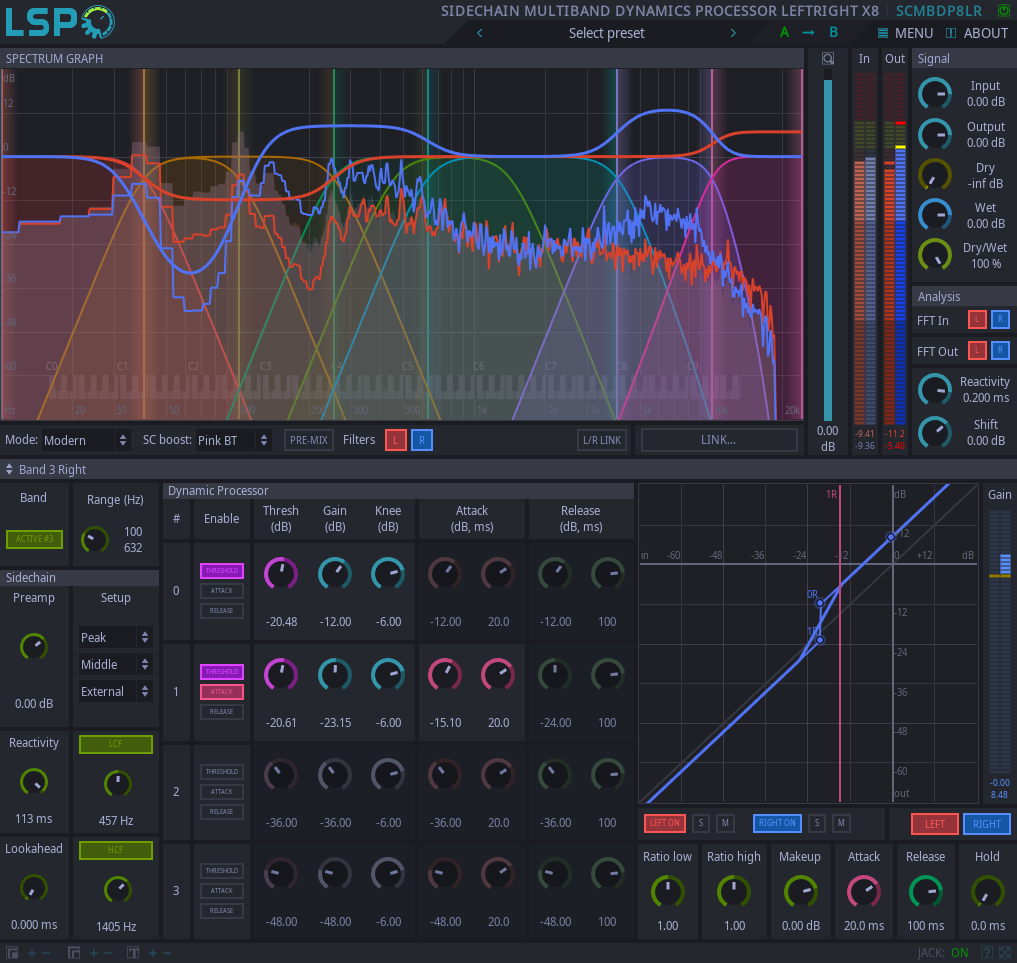 LSP
SIDECHAIN MULTIBAND DYNAMICS PROCESSOR LEFTRIGHT X8 SCMBDP8LR
Select preset
A → B
MENU
ABOUT
SPECTRUM GRAPH
dB
12
0
-12
-24
-36
-48
-60
C0 C1 C2 C3 C4 C5 C6 C7 C8 C9
Hz 20 30 50 100 200 300 500 1k 2k 3k 5k 10k 20k
0.00
dB
In Out
-9.41 -11.2
-9.36 -5.40
Signal
Input
0.00 dB
Output
0.00 dB
Dry
-inf dB
Wet
0.00 dB
Dry/Wet
100 %
Analysis
FFT In L R
FFT Out L R
Reactivity
0.200 ms
Shift
0.00 dB
Mode: Modern SC boost: Pink BT PRE-MIX Filters L R L/R LINK LINK...
Band 3 Right
Band
ACTIVE #3
Range (Hz)
100
632
Sidechain
Preamp
0.00 dB
Setup
Peak
Middle
External
Reactivity
113 ms
LCF
457 Hz
Lookahead
0.000 ms
HCF
1405 Hz
Dynamic Processor
# Enable Thresh (dB) Gain (dB) Knee (dB) Attack (dB, ms) Release (dB, ms)
0
THRESHOLD
ATTACK
RELEASE
-20.48 -12.00 -6.00 -12.00 20.0 -12.00 100
1
THRESHOLD
ATTACK
RELEASE
-20.61 -23.15 -6.00 -15.10 20.0 -24.00 100
2
THRESHOLD
ATTACK
RELEASE
-36.00 -36.00 -6.00 -36.00 20.0 -36.00 100
3
THRESHOLD
ATTACK
RELEASE
-48.00 -48.00 -6.00 -48.00 20.0 -48.00 100
1R dB
+12
in -60 -48 -36 -24 -12 0 +12 dB
0R
-12
1R
-24
-36
-48
-60
out
Gain
-0.00
8.48
LEFT ON S M RIGHT ON S M LEFT RIGHT
Ratio low Ratio high Makeup Attack Release Hold
1.00 1.00 0.00 dB 20.0 ms 100 ms 0.0 ms
+ − + − + −
JACK: ON ?